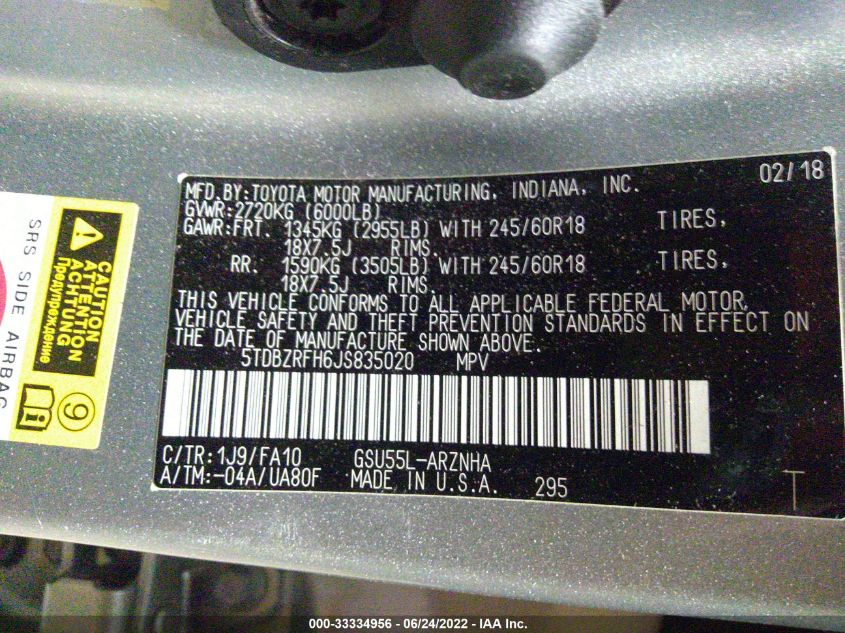 02/18
MFD. BY: TOYOTA MOTOR MANUFACTURING, INDIANA, INC.
GVWR: 2720KG (6000LB)
GAWR: FRT. 1345KG (2955LB) WITH 245/60R18 TIRES,
18X7.5J RIMS.
RR. 1590KG (3505LB) WITH 245/60R18 TIRES,
18X7.5J RIMS.
THIS VEHICLE CONFORMS TO ALL APPLICABLE FEDERAL MOTOR
VEHICLE SAFETY AND THEFT PREVENTION STANDARDS IN EFFECT ON
THE DATE OF MANUFACTURE SHOWN ABOVE.
5TDBZRFH6JS835020 MPV
C/TR: 1J9/FA10 GSU55L-ARZNHA
A/TM: -04A/UA80F MADE IN U.S.A. 295
T
SRS SIDE AIRBAG
CAUTION
ATTENTION
ACHTUNG
Предупреждение
i
9
000-33334956 - 06/24/2022 - IAA Inc.